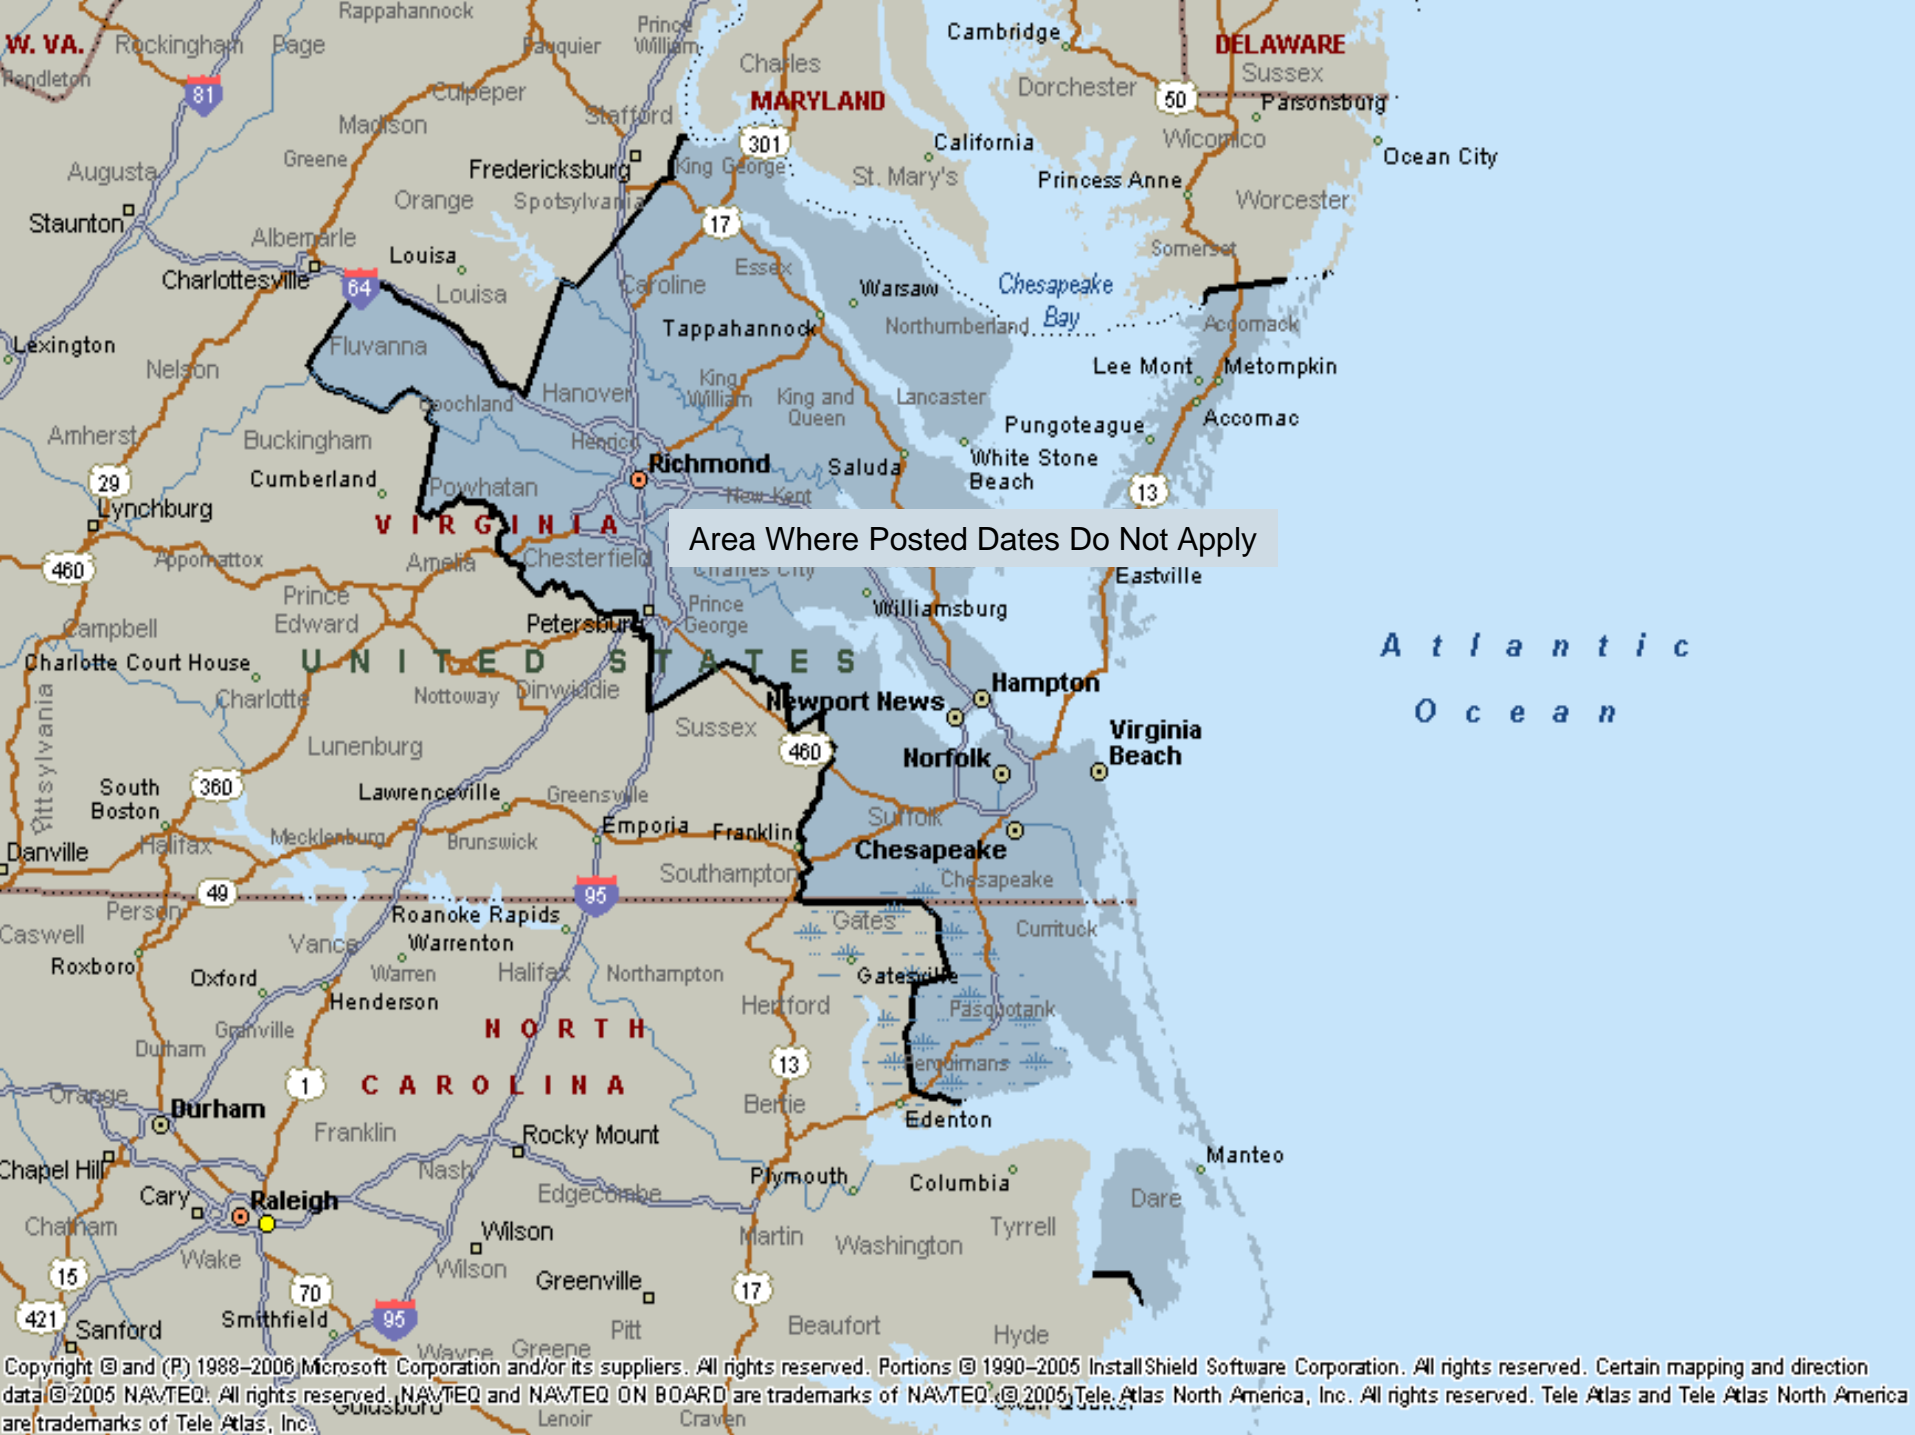 W. VA.
Rockingham
Page
Rappahannock
Fauquier
Prince
William
Charles
Cambridge
DELAWARE
Sussex
Pendleton
81
Culpeper
MARYLAND
Dorchester
50
Parsonsburg
Stafford
Madison
301
California
Wicomico
Ocean City
Greene
Augusta
Fredericksburg
King George
St. Mary's
Princess Anne
Worcester
Orange
Spotsylvania
Staunton
17
Albemarle
Louisa
Essex
Somerset
Charlottesville
64
Louisa
Caroline
Warsaw
Chesapeake
Bay
Lexington
Fluvanna
Tappahannock
Northumberland
Accomack
Nelson
Lee Mont
Metompkin
King
William
King and
Queen
Hanover
Goochland
Lancaster
Accomac
Amherst
Buckingham
Henrico
Pungoteague
Richmond
Saluda
White Stone
Beach
29
Cumberland
Powhatan
New Kent
13
Lynchburg
VIRGINIA
Area Where Posted Dates Do Not Apply
460
Appomattox
Amelia
Chesterfield
Charles City
Eastville
Prince
Edward
Prince
George
Williamsburg
Campbell
Petersburg
Atlantic
Ocean
Charlotte Court House
UNITED STATES
Charlotte
Nottoway
Dinwiddie
Newport News
Hampton
Pittsylvania
Lunenburg
Sussex
460
Norfolk
Virginia
Beach
South
Boston
360
Lawrenceville
Greensville
Suffolk
Halifax
Mecklenburg
Brunswick
Emporia
Franklin
Chesapeake
Danville
49
95
Southampton
Chesapeake
Person
Roanoke Rapids
Gates
Currituck
Caswell
Vance
Warrenton
Roxboro
Oxford
Warren
Halifax
Northampton
Gatesville
Henderson
Hertford
Pasquotank
Granville
NORTH
CAROLINA
Durham
13
Perquimans
Orange
1
Durham
Bertie
Edenton
Franklin
Rocky Mount
Chapel Hill
Nash
Plymouth
Columbia
Manteo
Cary
Raleigh
Edgecombe
Dare
Chatham
Wilson
Martin
Washington
Tyrrell
Wake
Wilson
15
Greenville
70
17
421
Smithfield
95
Sanford
Pitt
Beaufort
Hyde
Wayne
Greene
Copyright © and (P) 1988–2006 Microsoft Corporation and/or its suppliers. All rights reserved. Portions © 1990–2005 InstallShield Software Corporation. All rights reserved. Certain mapping and direction
data © 2005 NAVTEQ. All rights reserved. NAVTEQ and NAVTEQ ON BOARD are trademarks of NAVTEQ. © 2005 Tele Atlas North America, Inc. All rights reserved. Tele Atlas and Tele Atlas North America
are trademarks of Tele Atlas, Inc.
Goldsboro
Lenoir
Craven
Swan Quarter